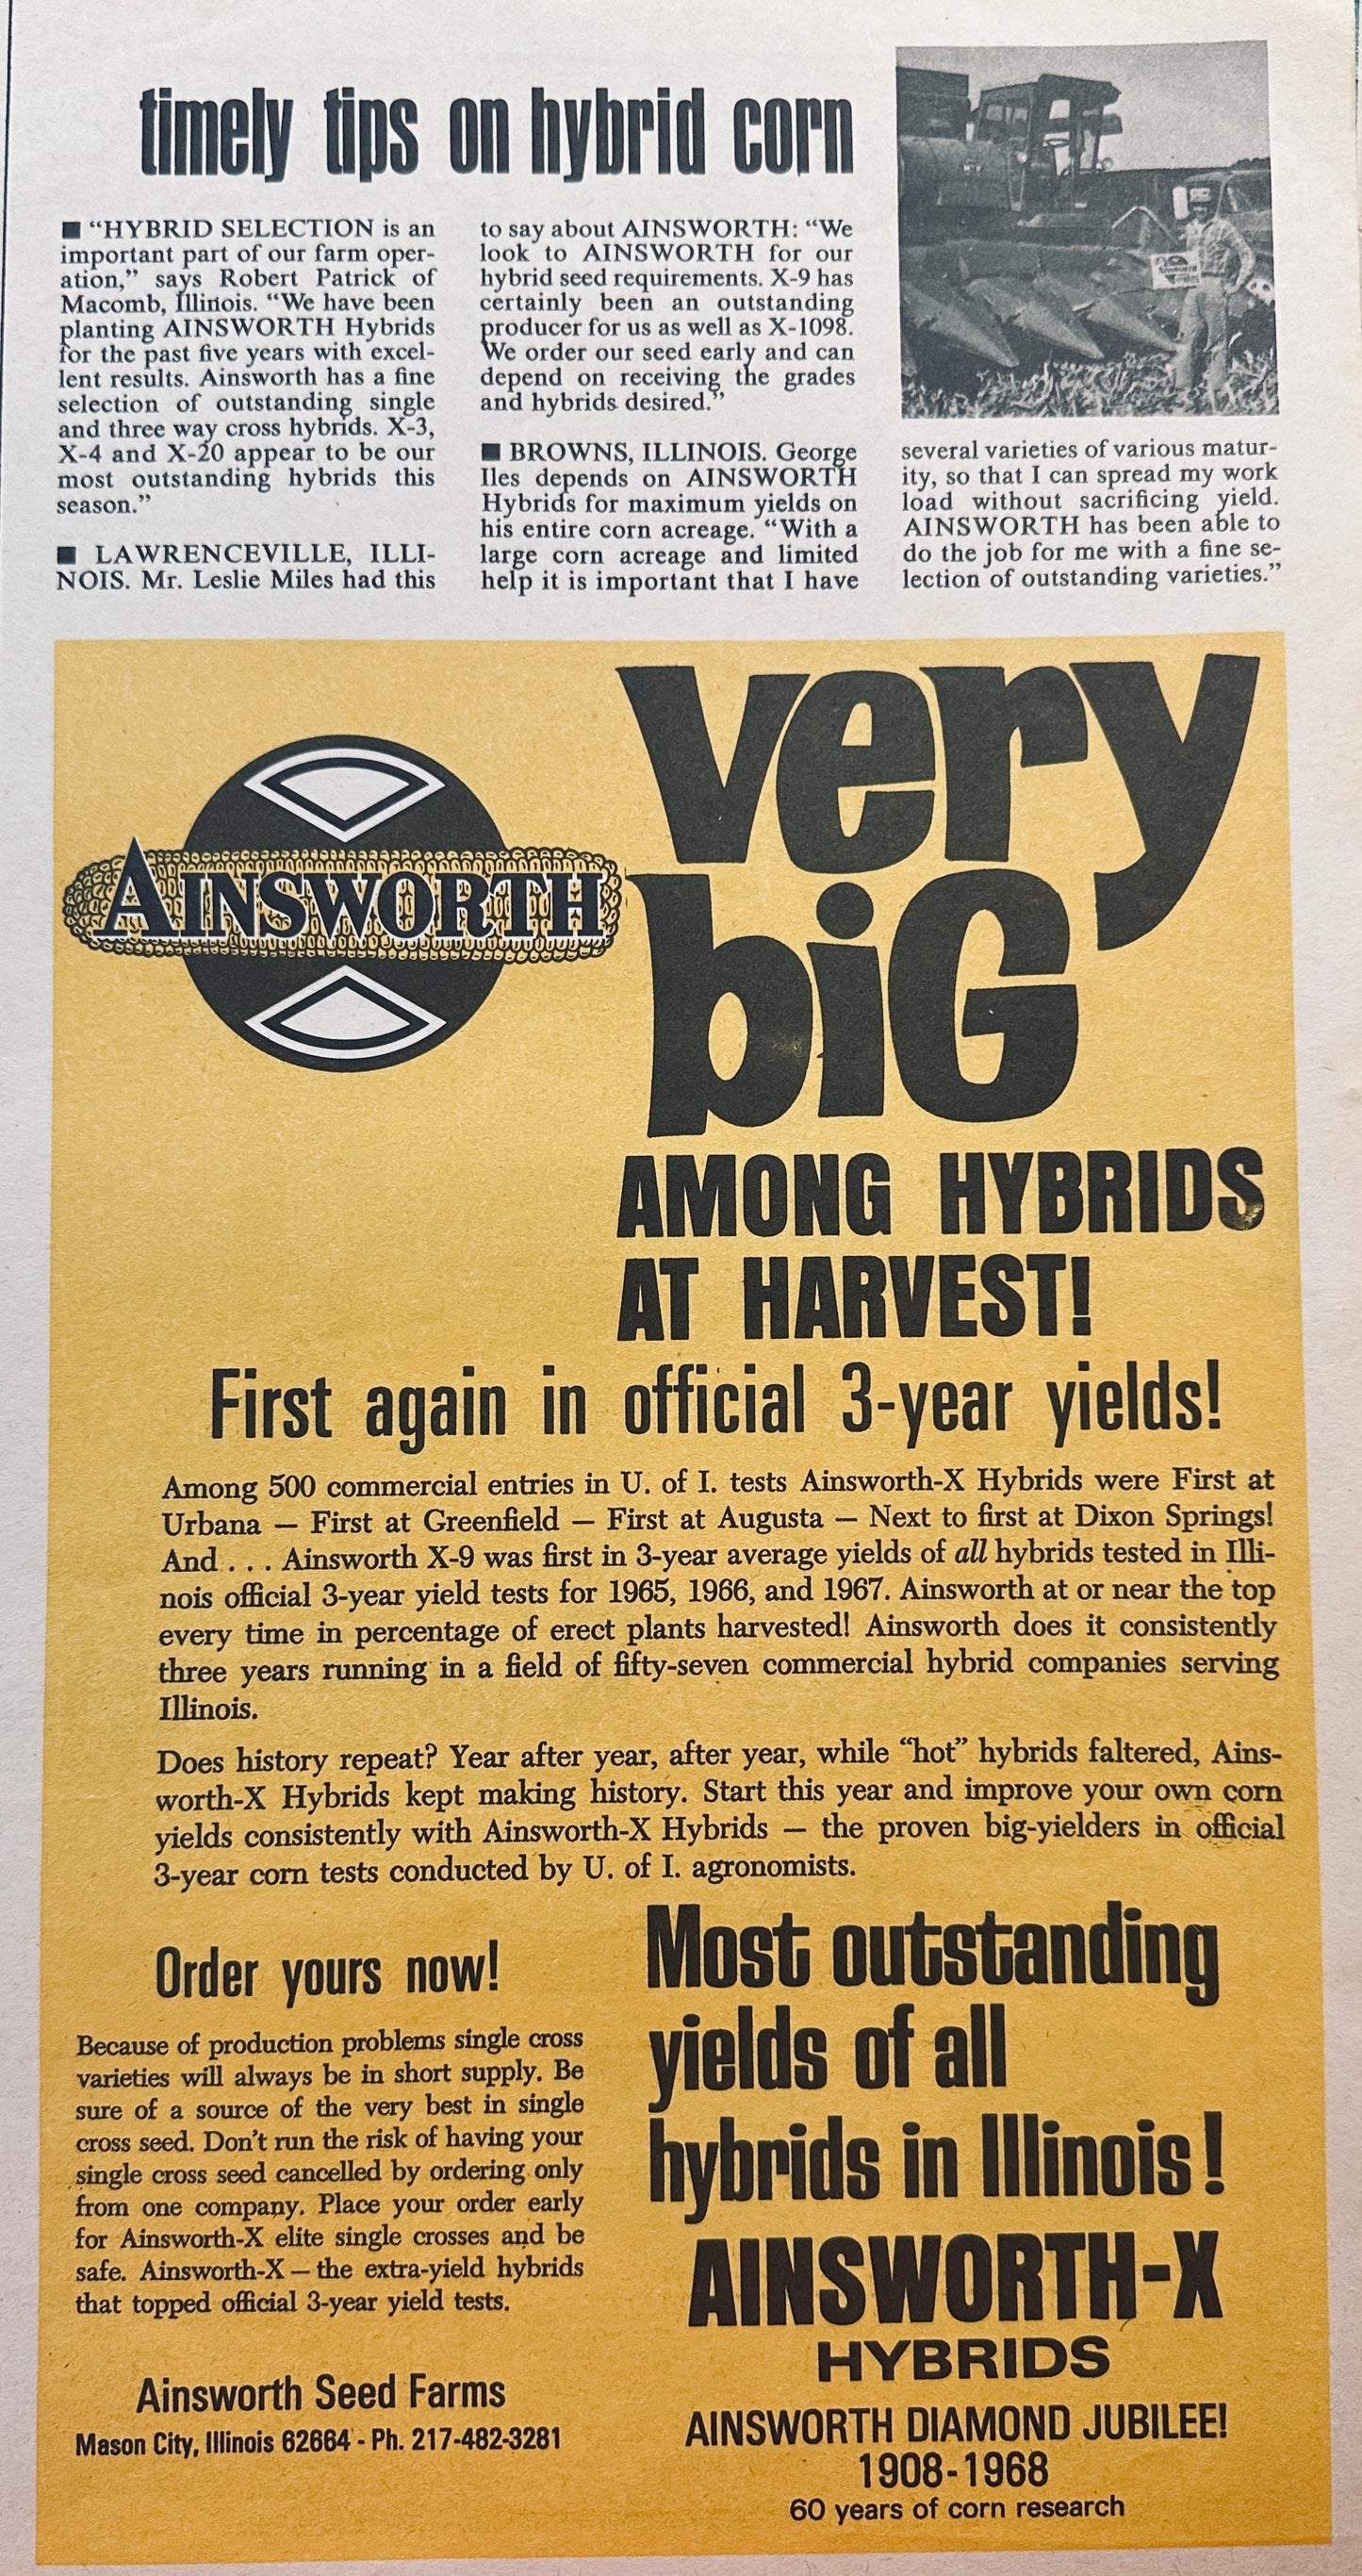 timely tips on hybrid corn
■ “HYBRID SELECTION is an
important part of our farm oper-
ation,” says Robert Patrick of
Macomb, Illinois. “We have been
planting AINSWORTH Hybrids
for the past five years with excel-
lent results. Ainsworth has a fine
selection of outstanding single
and three way cross hybrids. X-3,
X-4 and X-20 appear to be our
most outstanding hybrids this
season.”
■ LAWRENCEVILLE, ILLI-
NOIS. Mr. Leslie Miles had this
to say about AINSWORTH: “We
look to AINSWORTH for our
hybrid seed requirements. X-9 has
certainly been an outstanding
producer for us as well as X-1098.
We order our seed early and can
depend on receiving the grades
and hybrids desired.”
■ BROWNS, ILLINOIS. George
Iles depends on AINSWORTH
Hybrids for maximum yields on
his entire corn acreage. “With a
large corn acreage and limited
help it is important that I have
several varieties of various matur-
ity, so that I can spread my work
load without sacrificing yield.
AINSWORTH has been able to
do the job for me with a fine se-
lection of outstanding varieties.”
AINSWORTH
very
biG
AMONG HYBRIDS
AT HARVEST!
First again in official 3-year yields!
Among 500 commercial entries in U. of I. tests Ainsworth-X Hybrids were First at
Urbana — First at Greenfield — First at Augusta — Next to first at Dixon Springs!
And . . . Ainsworth X-9 was first in 3-year average yields of all hybrids tested in Illi-
nois official 3-year yield tests for 1965, 1966, and 1967. Ainsworth at or near the top
every time in percentage of erect plants harvested! Ainsworth does it consistently
three years running in a field of fifty-seven commercial hybrid companies serving
Illinois.
Does history repeat? Year after year, after year, while “hot” hybrids faltered, Ains-
worth-X Hybrids kept making history. Start this year and improve your own corn
yields consistently with Ainsworth-X Hybrids — the proven big-yielders in official
3-year corn tests conducted by U. of I. agronomists.
Order yours now!
Because of production problems single cross
varieties will always be in short supply. Be
sure of a source of the very best in single
cross seed. Don't run the risk of having your
single cross seed cancelled by ordering only
from one company. Place your order early
for Ainsworth-X elite single crosses and be
safe. Ainsworth-X — the extra-yield hybrids
that topped official 3-year yield tests.
Ainsworth Seed Farms
Mason City, Illinois 62664 - Ph. 217-482-3281
Most outstanding
yields of all
hybrids in Illinois!
AINSWORTH-X
HYBRIDS
AINSWORTH DIAMOND JUBILEE!
1908-1968
60 years of corn research